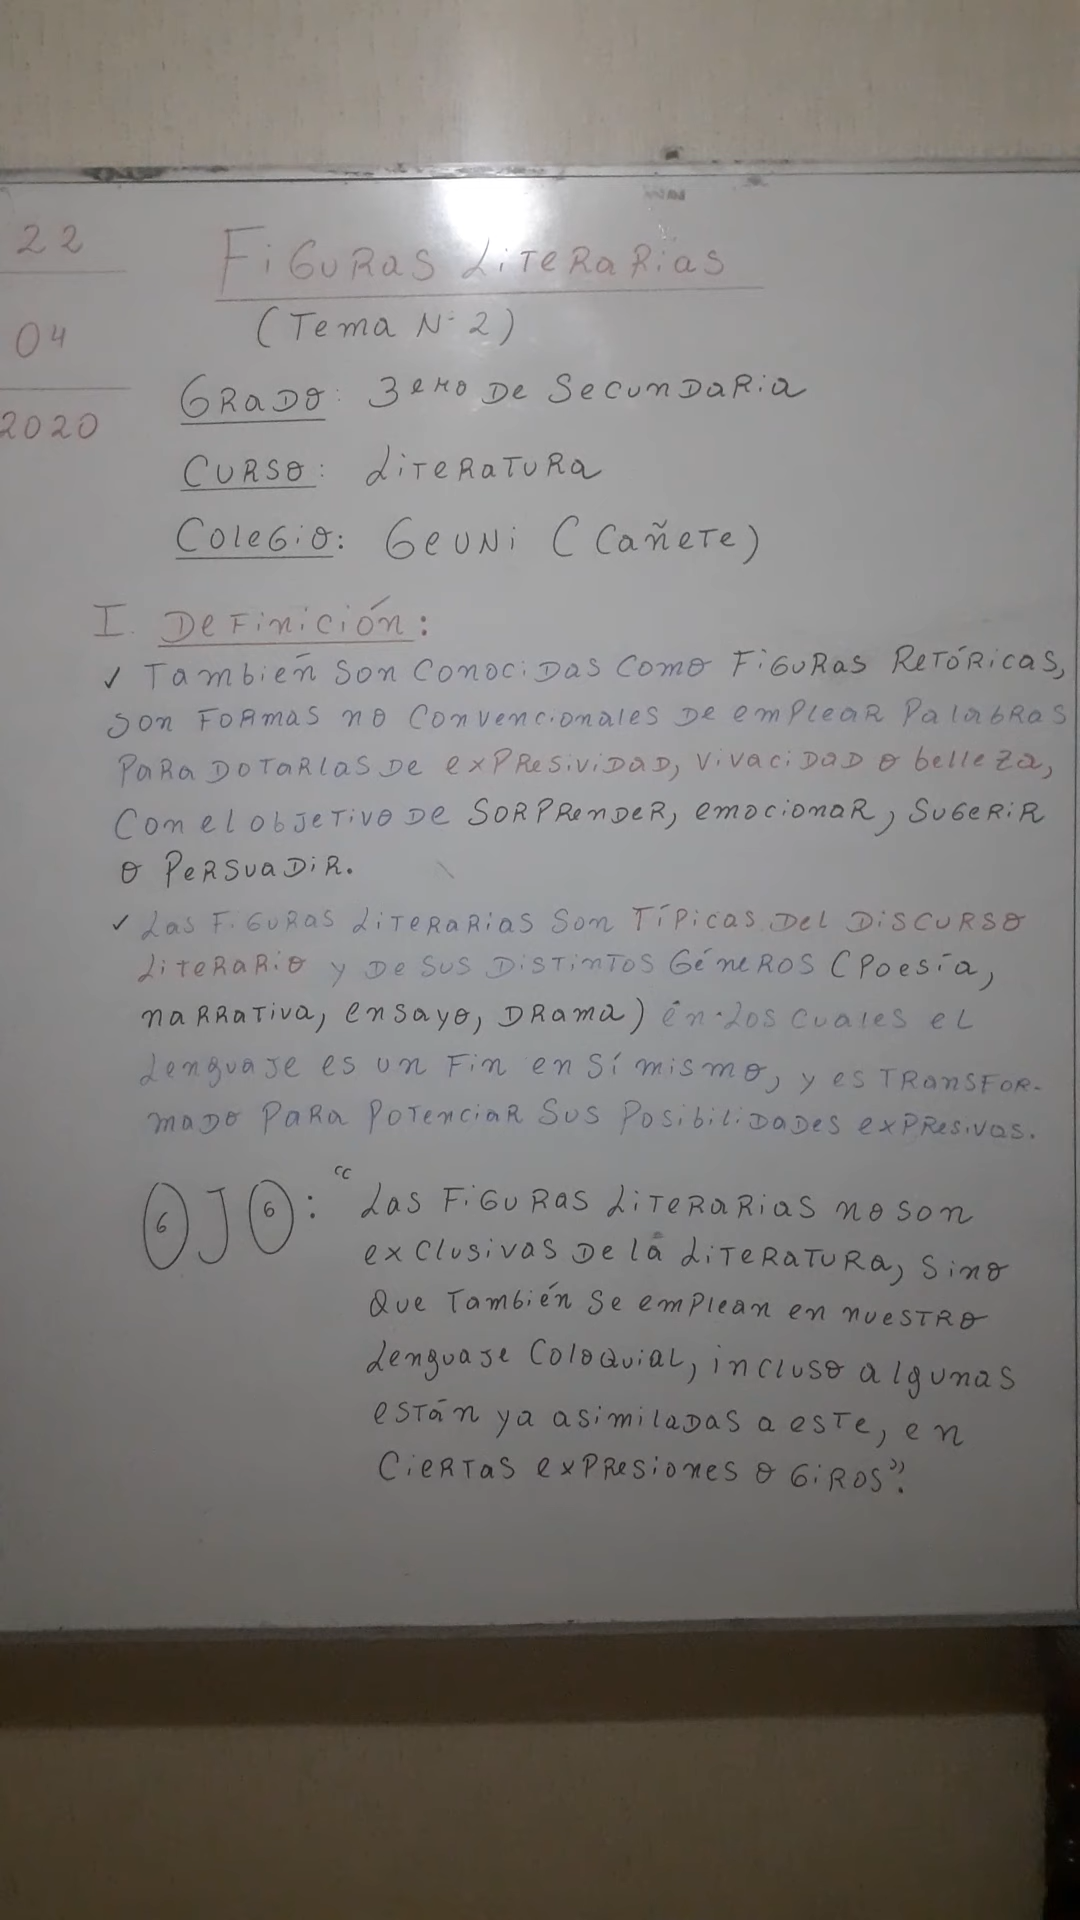 22
04
2020
FiGURas LiTERaRias
(Tema Nº 2)
GRaDO: 3eRO De SecunDaRia
CURSO: LiTeRaTURa
ColeGiO: GeUNi (Cañete)
I. DeFinición:
✓ También son conociDas como FiGURas ReTóRicas,
son FORmas no convencionales De empleaR PalabRas
PaRa DoTaRlas De exPResiviDaD, vivaciDaD o belleza,
con el objeTivo De SORPRenDeR, emocionaR, SuGeRiR
o PeRSuaDiR.
✓ Las FiGURas LiTeRaRias son Típicas Del DiSCURSO
LiTeRaRio y De sus DisTinTos GéneROS (Poesía,
naRRaTiva, ensayo, DRama) en los cuales el
Lenguaje es un Fin en Sí mismo, y es TRansFoR-
maDo PaRa PoTenciaR Sus PosibiliDaDes exPResivas.
OJO: "Las FiGURas LiTeRaRias no son
exclusivas De la LiTeRaTURa, Sino
Que También Se emPlean en nuesTRo
Lenguaje ColoQuial, incluso algunas
esTán ya asimilaDas a esTe, en
CieRTas exPResiones o GiROS".